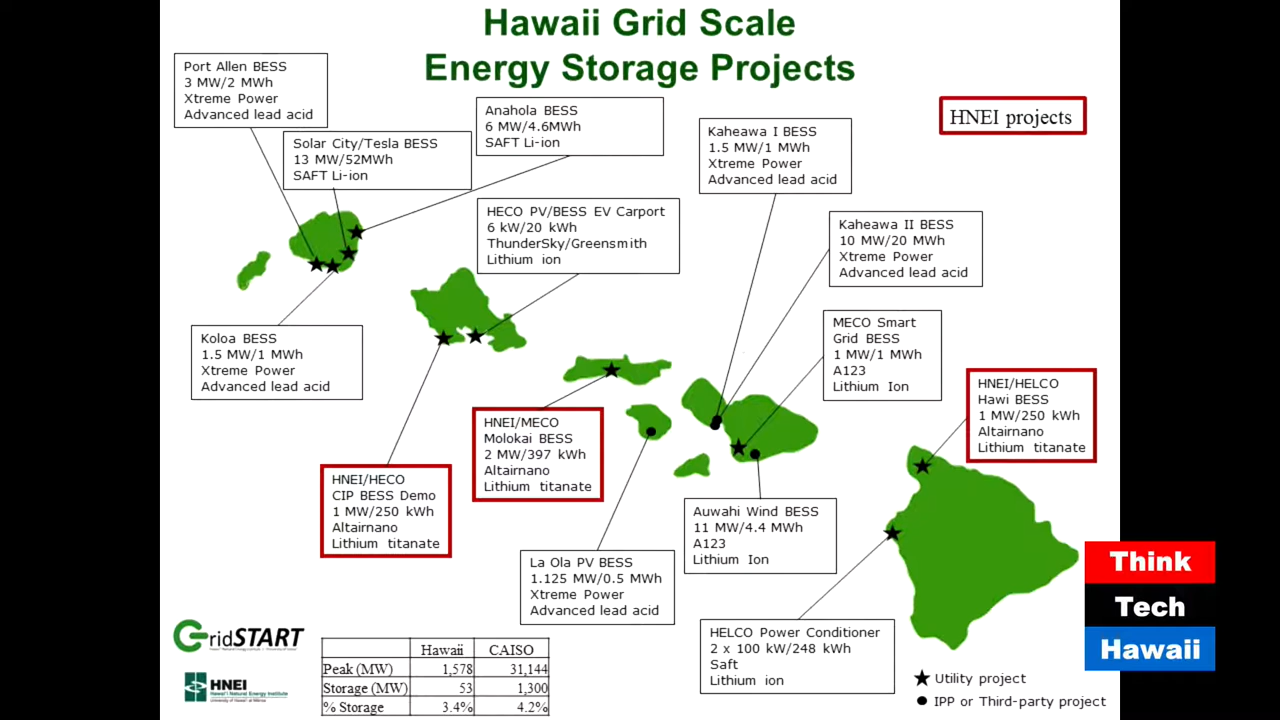 Hawaii Grid Scale
Energy Storage Projects
Port Allen BESS
3 MW/2 MWh
Xtreme Power
Advanced lead acid
Solar City/Tesla BESS
13 MW/52MWh
SAFT Li-ion
Anahola BESS
6 MW/4.6MWh
SAFT Li-ion
HECO PV/BESS EV Carport
6 kW/20 kWh
ThunderSky/Greensmith
Lithium ion
Kaheawa I BESS
1.5 MW/1 MWh
Xtreme Power
Advanced lead acid
HNEI projects
Kaheawa II BESS
10 MW/20 MWh
Xtreme Power
Advanced lead acid
MECO Smart
Grid BESS
1 MW/1 MWh
A123
Lithium Ion
Koloa BESS
1.5 MW/1 MWh
Xtreme Power
Advanced lead acid
HNEI/HELCO
Hawi BESS
1 MW/250 kWh
Altairnano
Lithium titanate
HNEI/MECO
Molokai BESS
2 MW/397 kWh
Altairnano
Lithium titanate
HNEI/HECO
CIP BESS Demo
1 MW/250 kWh
Altairnano
Lithium titanate
Auwahi Wind BESS
11 MW/4.4 MWh
A123
Lithium Ion
La Ola PV BESS
1.125 MW/0.5 MWh
Xtreme Power
Advanced lead acid
HELCO Power Conditioner
2 x 100 kW/248 kWh
Saft
Lithium ion
Think
Tech
Hawaii
GridSTART
HNEI
Hawai'i Natural Energy Institute
University of Hawai'i at Mānoa
Hawaii CAISO
Peak (MW) 1,578 31,144
Storage (MW) 53 1,300
% Storage 3.4% 4.2%
Utility project
IPP or Third-party project